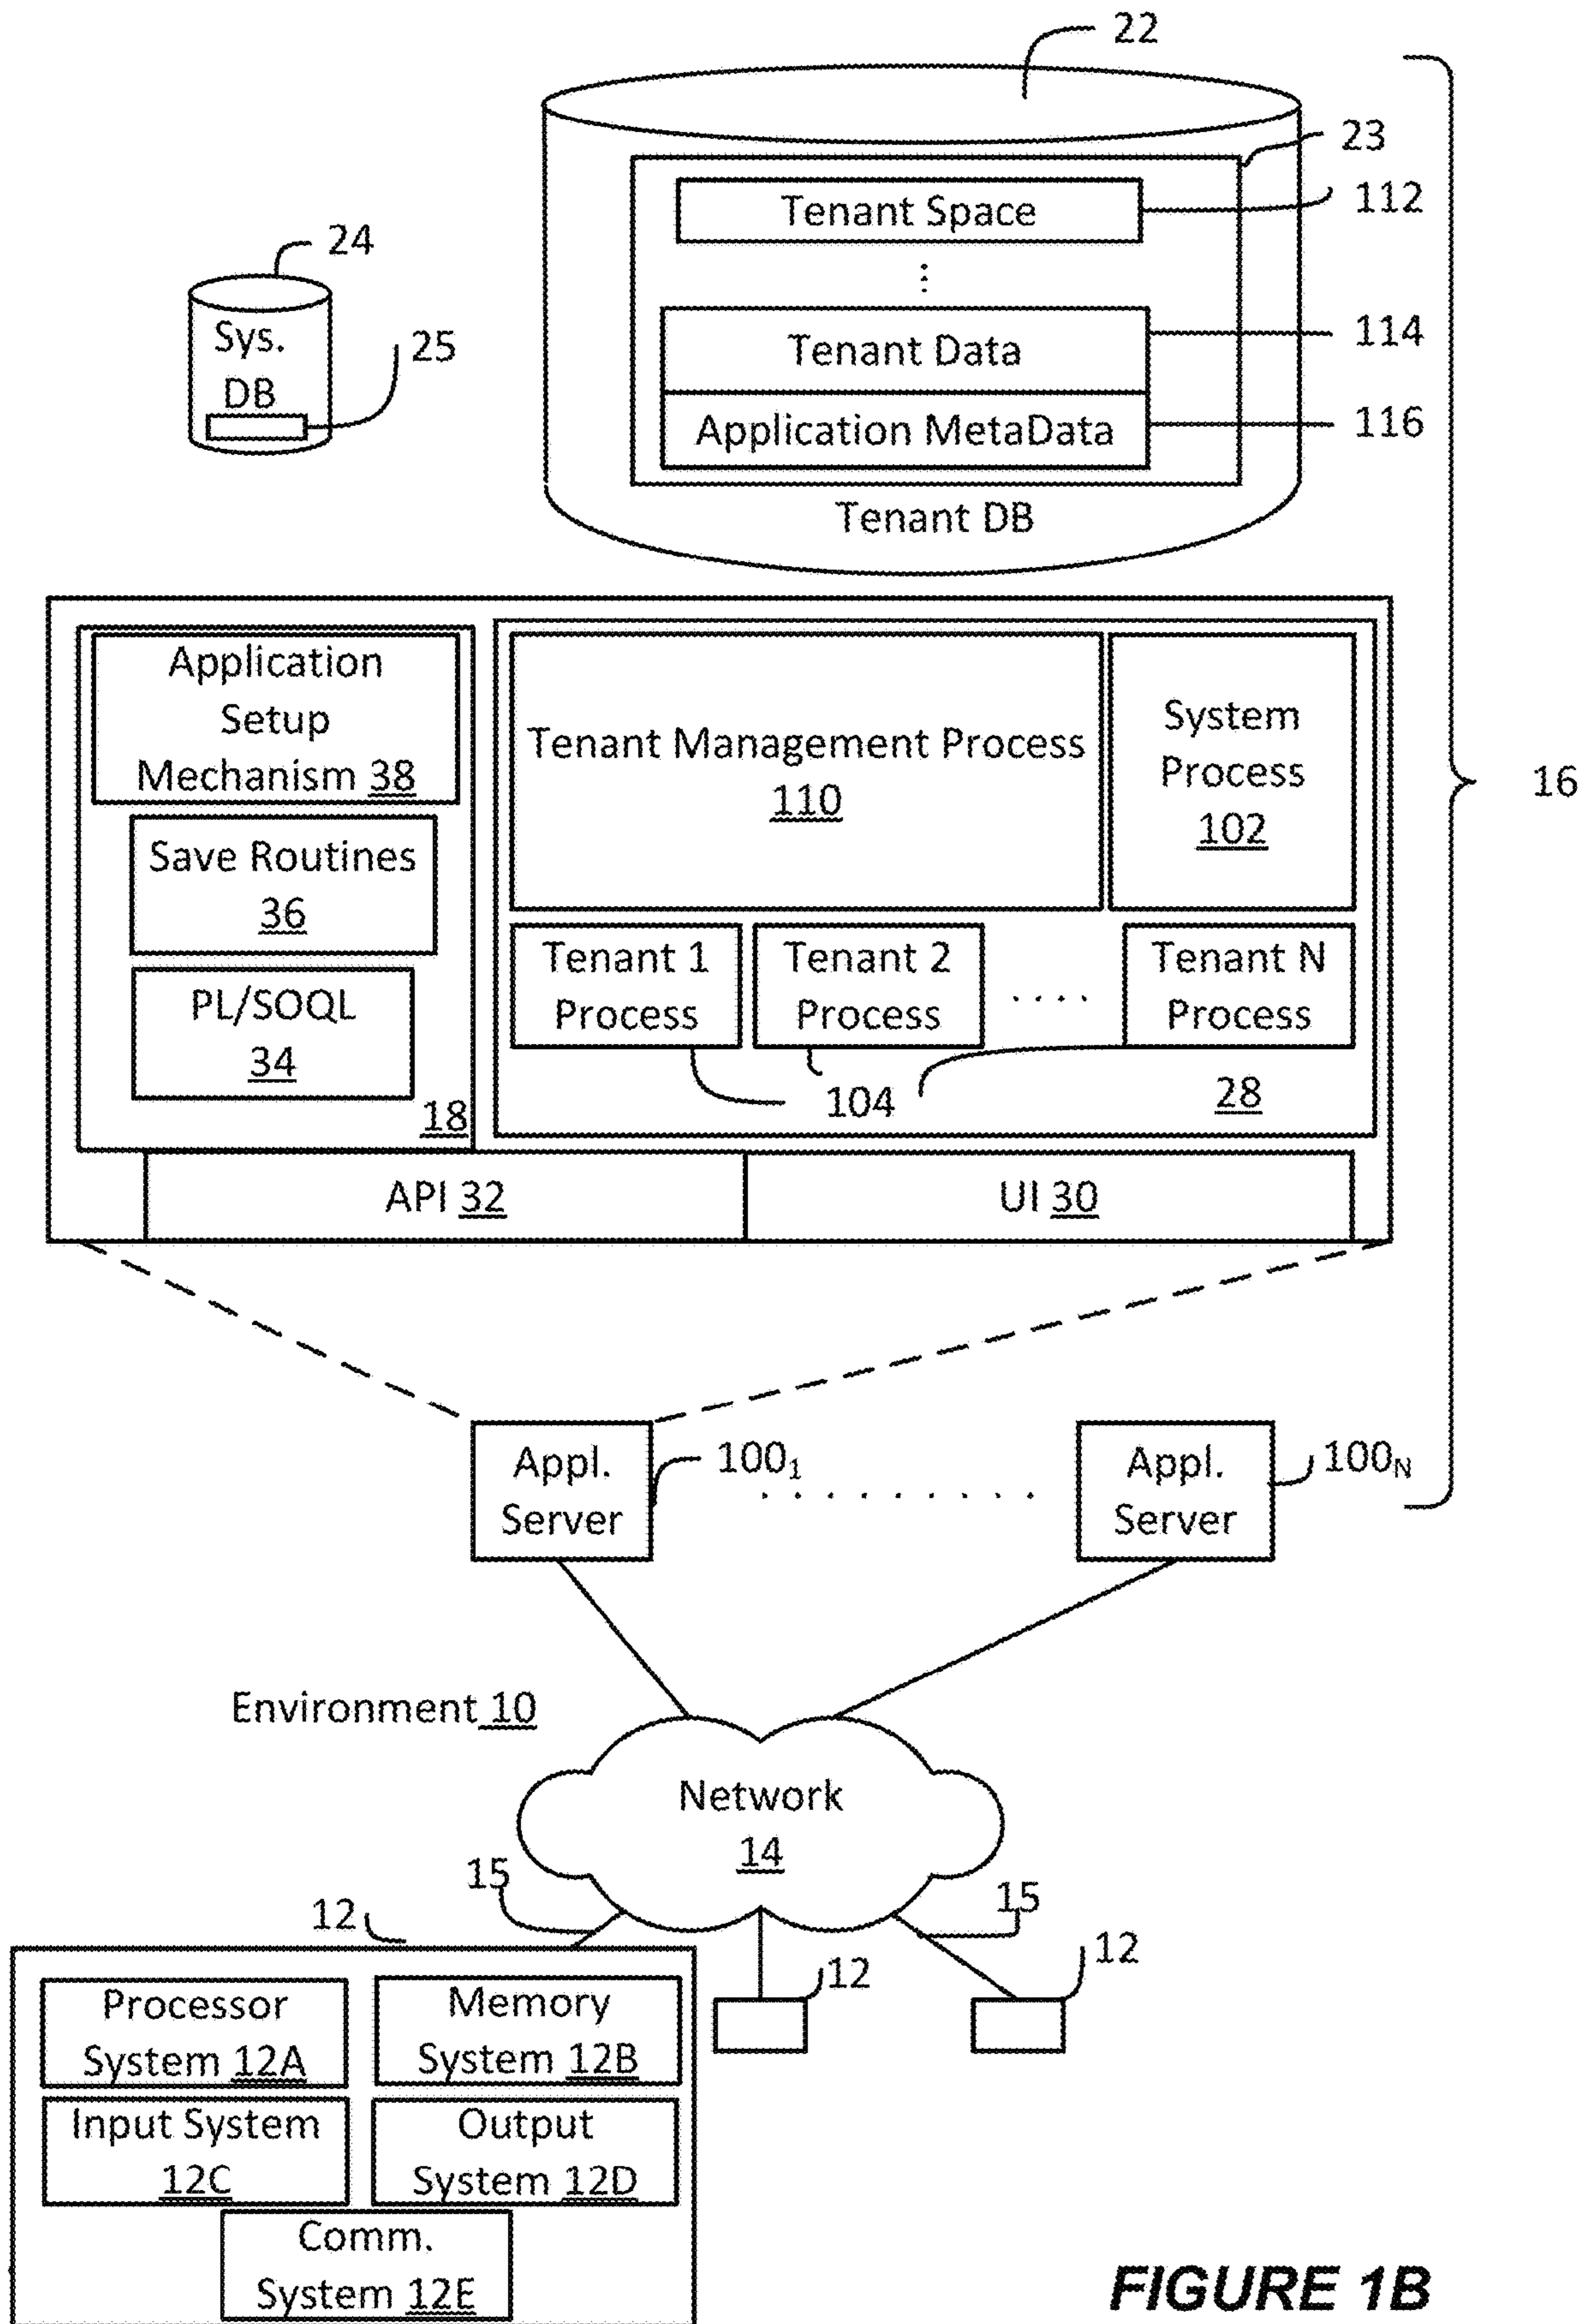 22
23
Tenant Space
112
24
Sys.
DB
25
Tenant Data
114
Application MetaData
116
Tenant DB
Application
Setup
Mechanism 38
Tenant Management Process
110
System
Process
102
16
Save Routines
36
Tenant 1
Process
Tenant 2
Process
. . . .
Tenant N
Process
PL/SOQL
34
104
28
18
API 32
UI 30
Appl.
Server
100₁
. . . . . . . . .
Appl.
Server
100N
Environment 10
Network
14
15
15
12
12
12
Processor
System 12A
Memory
System 12B
Input System
12C
Output
System 12D
Comm.
System 12E
FIGURE 1B